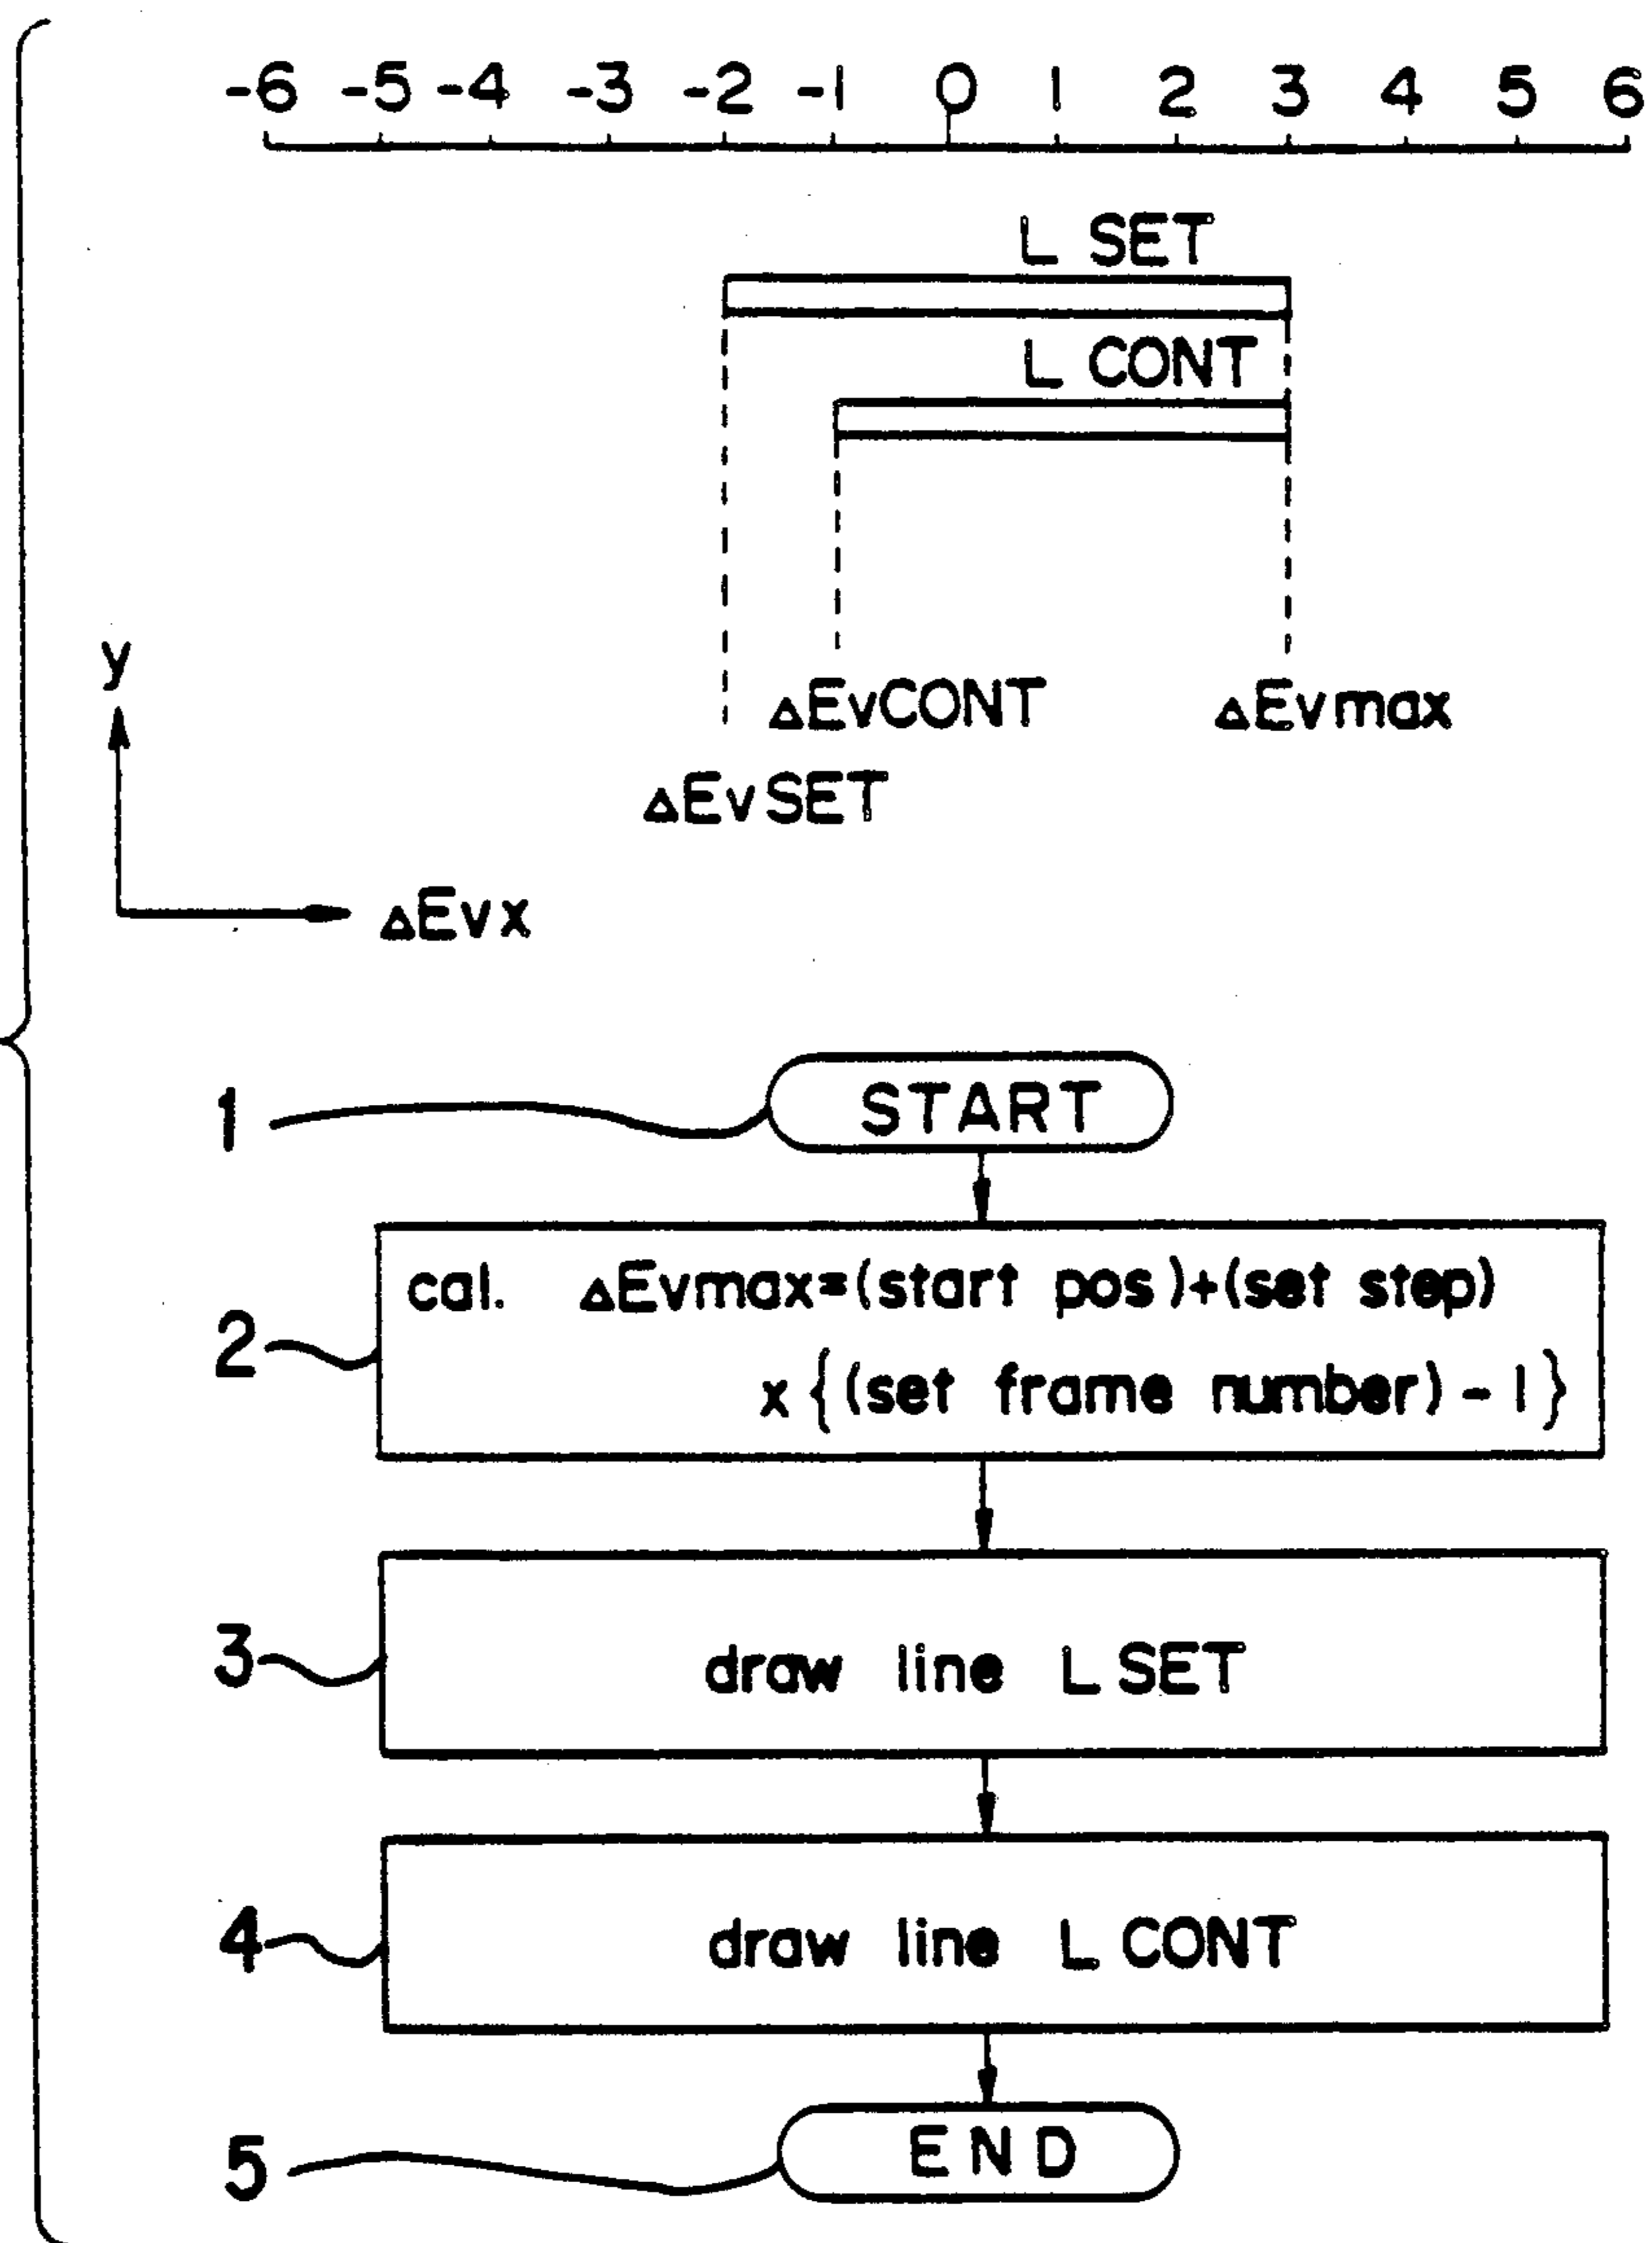 -6 -5 -4 -3 -2 -1 0 1 2 3 4 5 6
L SET
L CONT
y
ΔEvCONT ΔEvmax
ΔEvSET
ΔEvx
1 START
2 cal. ΔEvmax=(start pos)+(set step)
x{(set frame number)-1}
3 draw line L SET
4 draw line L CONT
5 END